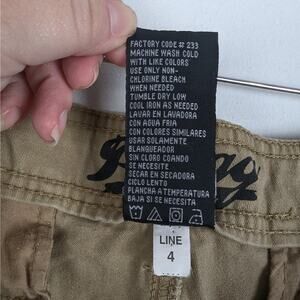 FACTORY CODE # 233
MACHINE WASH COLD
WITH LIKE COLORS
USE ONLY NON-
CHLORINE BLEACH
WHEN NEEDED
TUMBLE DRY LOW
COOL IRON AS NEEDED
LAVAR EN LAVADORA
CON AGUA FRIA
CON COLORES SIMILARES
USAR SOLAMENTE
BLANQUEADOR
SIN CLORO CUANDO
SE NECESITE
SECAR EN SECADORA
CICLO LENTO
PLANCHA A TEMPERATURA
BAJA SI SE NECESITE
LINE
4